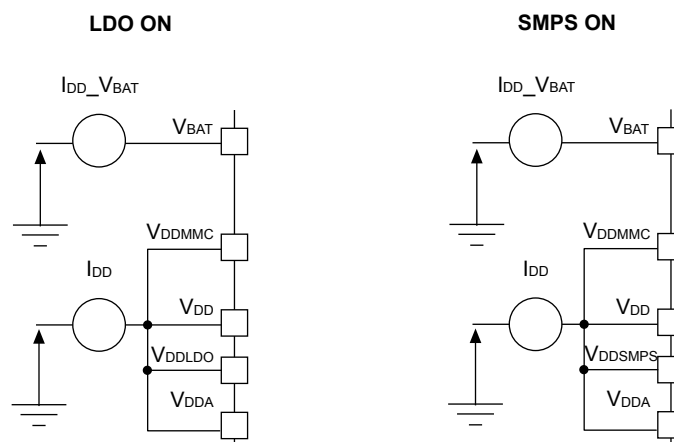 LDO ON
IDD_VBAT
VBAT
VDDMMC
IDD
VDD
VDDLDO
VDDA
SMPS ON
IDD_VBAT
VBAT
VDDMMC
IDD
VDD
VDDSMPS
VDDA